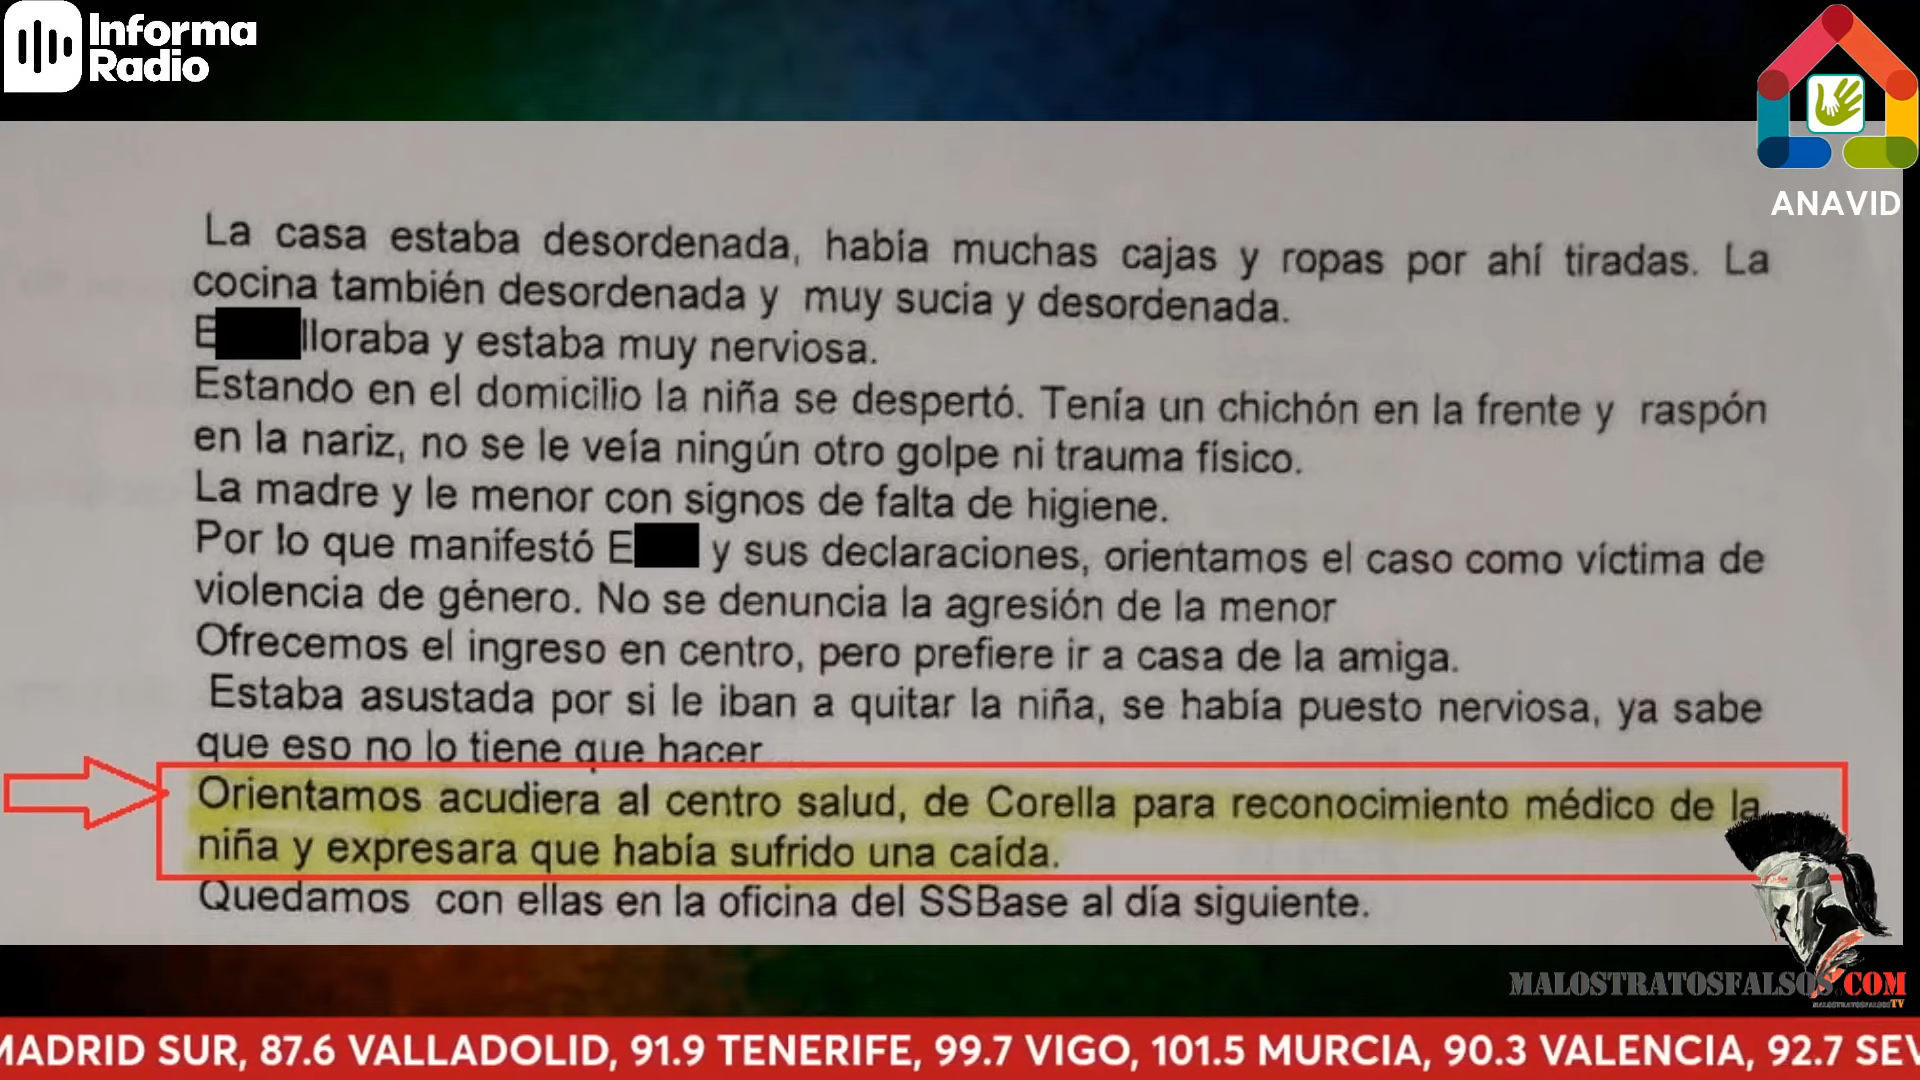 Informa
Radio
ANAVID
La casa estaba desordenada, había muchas cajas y ropas por ahí tiradas. La
cocina también desordenada y muy sucia y desordenada.
E lloraba y estaba muy nerviosa.
Estando en el domicilio la niña se despertó. Tenía un chichón en la frente y raspón
en la nariz, no se le veía ningún otro golpe ni trauma físico.
La madre y le menor con signos de falta de higiene.
Por lo que manifestó E y sus declaraciones, orientamos el caso como víctima de
violencia de género. No se denuncia la agresión de la menor
Ofrecemos el ingreso en centro, pero prefiere ir a casa de la amiga.
Estaba asustada por si le iban a quitar la niña, se había puesto nerviosa, ya sabe
que eso no lo tiene que hacer
Orientamos acudiera al centro salud, de Corella para reconocimiento médico de la
niña y expresara que había sufrido una caída.
Quedamos con ellas en la oficina del SSBase al día siguiente.
MALOSTRATOSFALSOS.COM
MALOSTRATOSFALSOS TV
MADRID SUR, 87.6 VALLADOLID, 91.9 TENERIFE, 99.7 VIGO, 101.5 MURCIA, 90.3 VALENCIA, 92.7 SEV